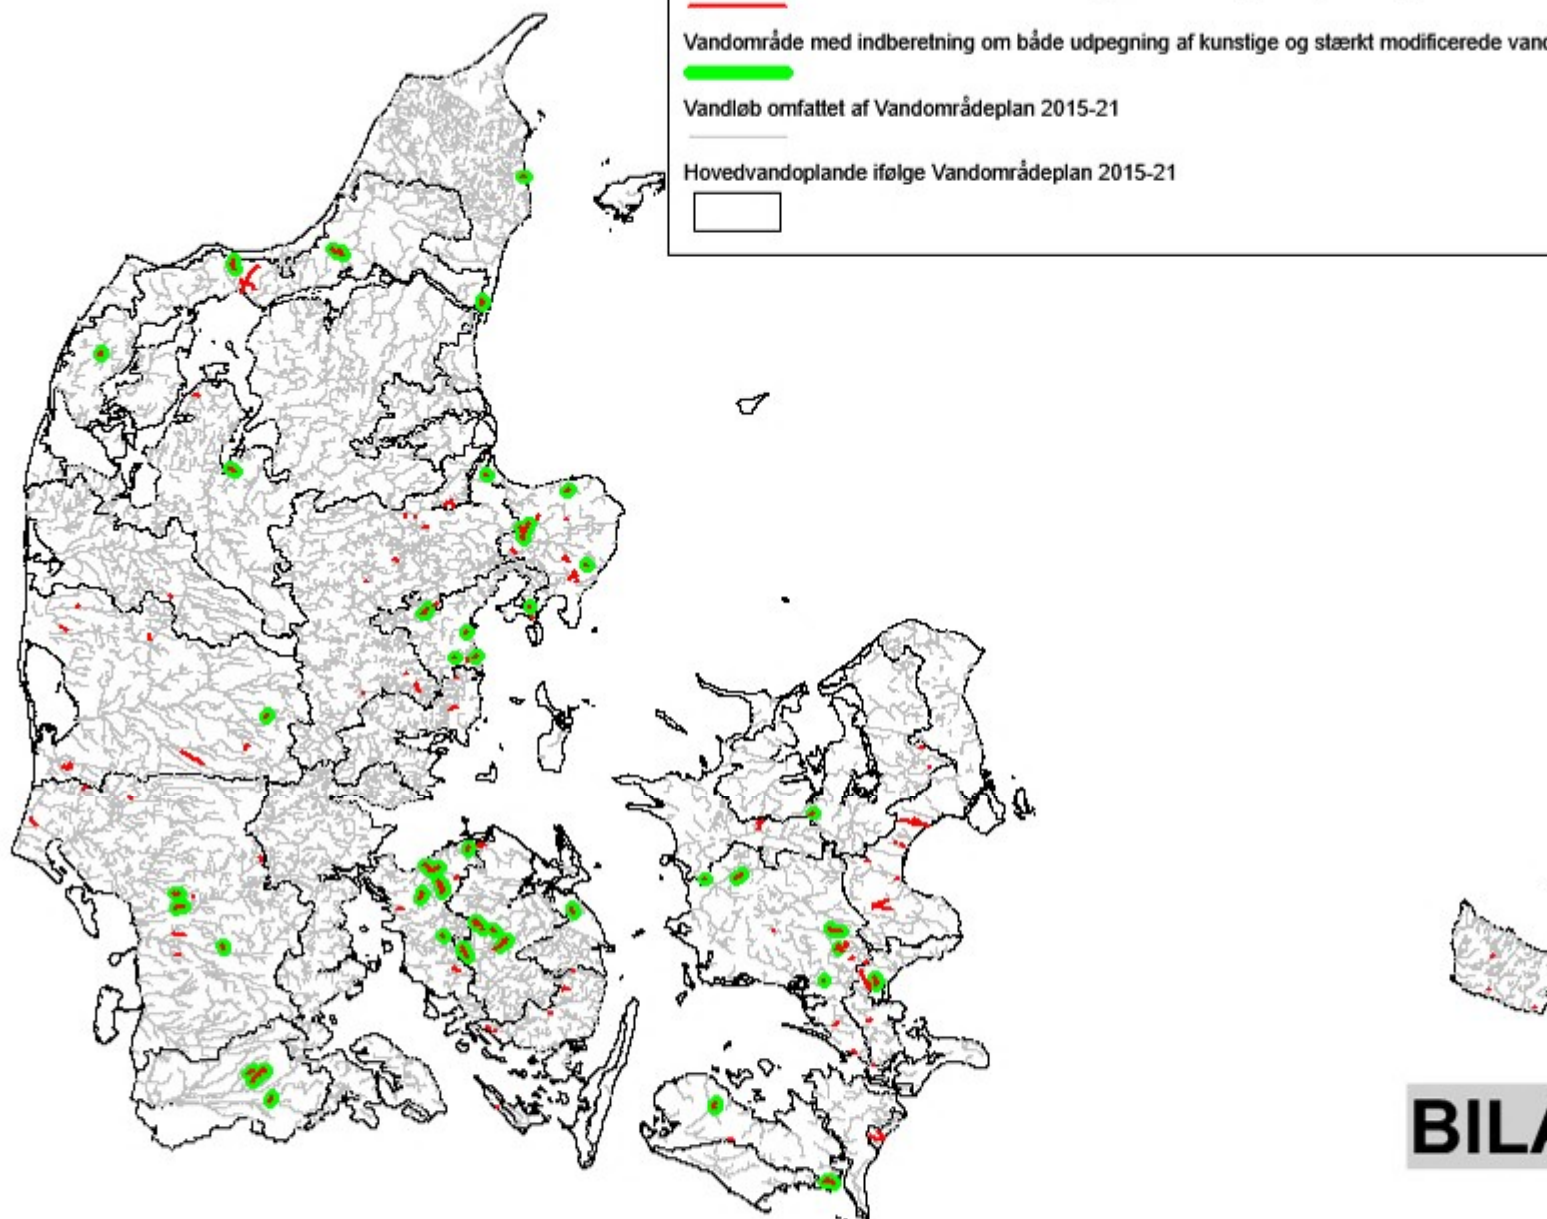 Vandområde med indberetning om både udpegning af kunstige og stærkt modificerede
Vandløb omfattet af Vandområdeplan 2015-21
Hovedvandoplande ifølge Vandområdeplan 2015-21